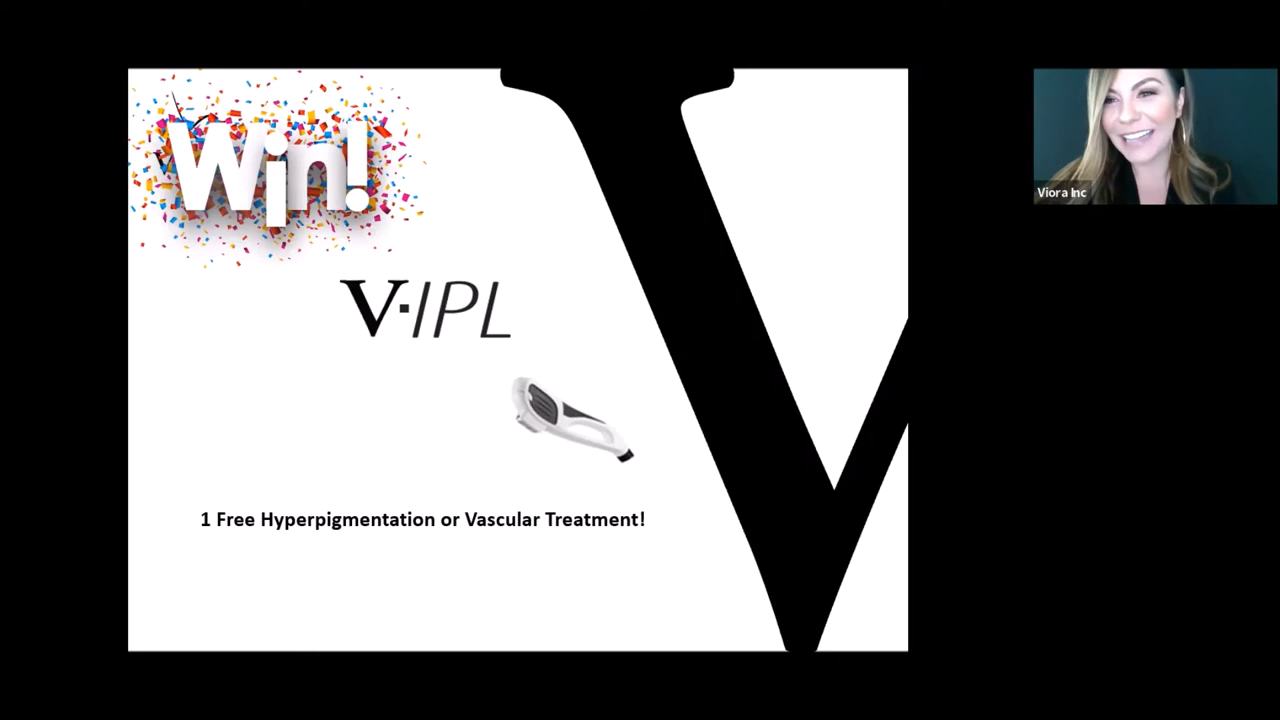 Win!
V·IPL
1 Free Hyperpigmentation or Vascular Treatment!
Viora Inc